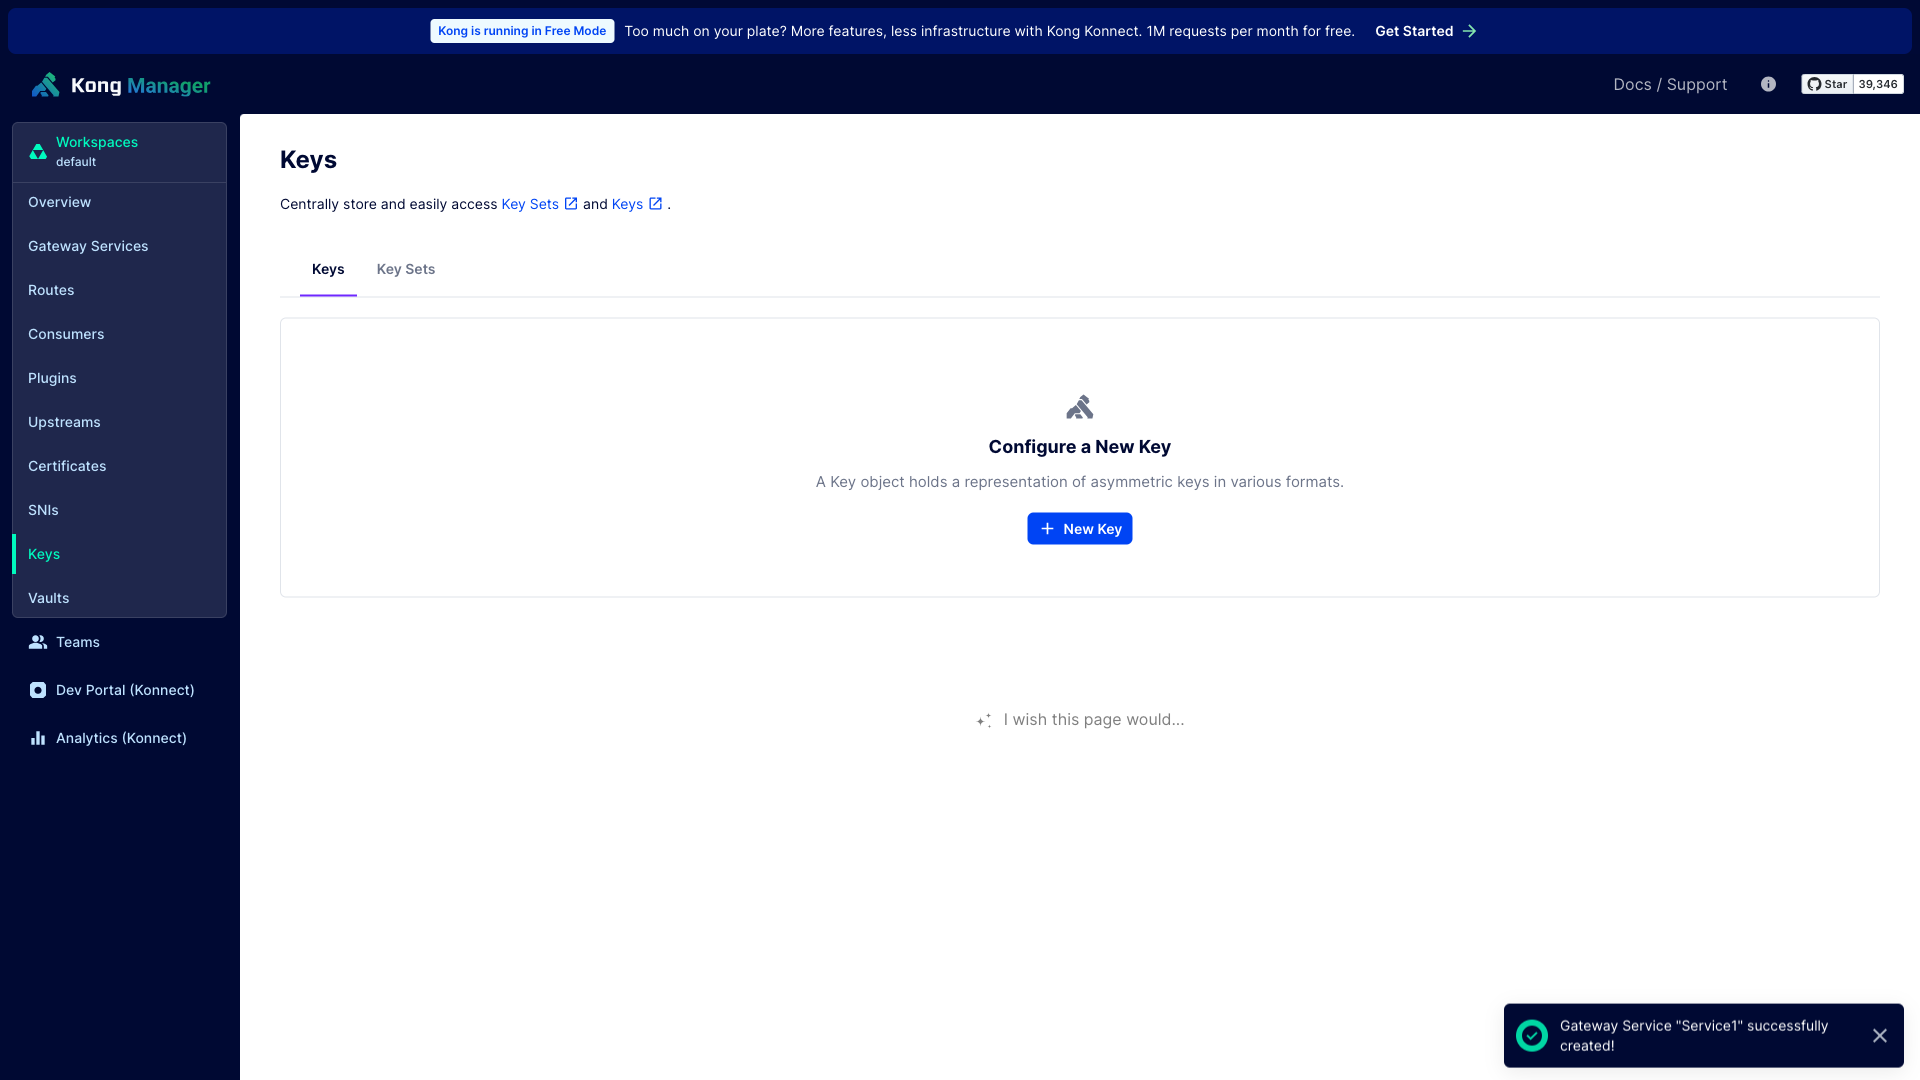 Kong is running in Free Mode Too much on your plate? More features, less infrastructure with Kong Konnect. 1M requests per month for free. Get Started
Kong Manager
Docs / Support
Star 39,346
Workspaces
default
Overview
Gateway Services
Routes
Consumers
Plugins
Upstreams
Certificates
SNIs
Keys
Vaults
Teams
Dev Portal (Konnect)
Analytics (Konnect)
Keys
Centrally store and easily access Key Sets and Keys .
Keys Key Sets
Configure a New Key
A Key object holds a representation of asymmetric keys in various formats.
New Key
I wish this page would...
Gateway Service "Service1" successfully
created!